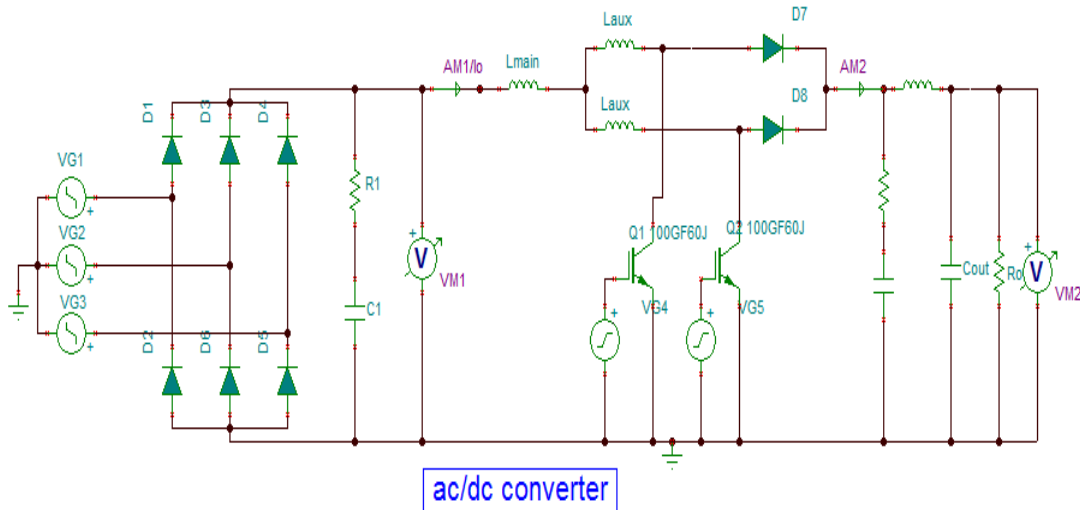 Laux
D7
AM1/Io
Lmain
AM2
D1
D3
D4
Laux
D8
VG1
R1
+
VG2
+
Q1 100GF60J
Q2 100GF60J
+
V
VM1
Cout
Ro
+
V
VM2
VG3
+
+
C1
VG4
VG5
+
+
D2
D6
D5
ac/dc converter